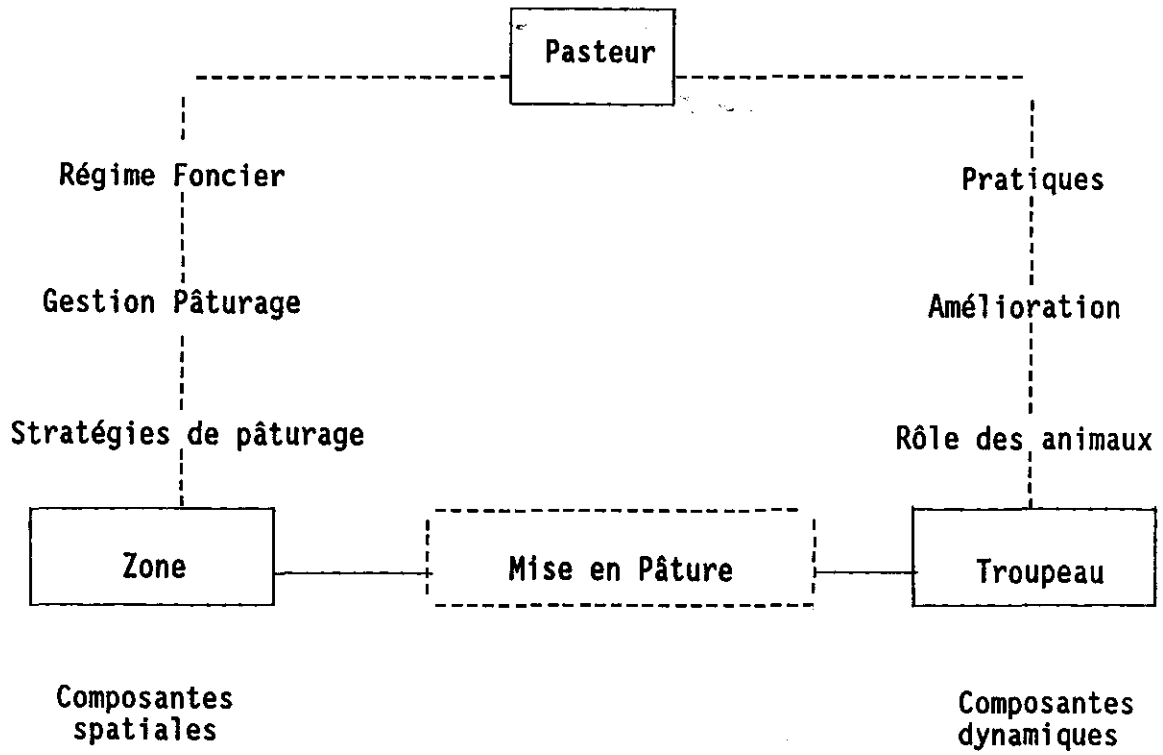 Pasteur
Régime Foncier
Pratiques
Gestion Pâturage
Amélioration
Stratégies de pâturage
Rôle des animaux
Zone
Mise en Pâture
Troupeau
Composantes
spatiales
Composantes
dynamiques